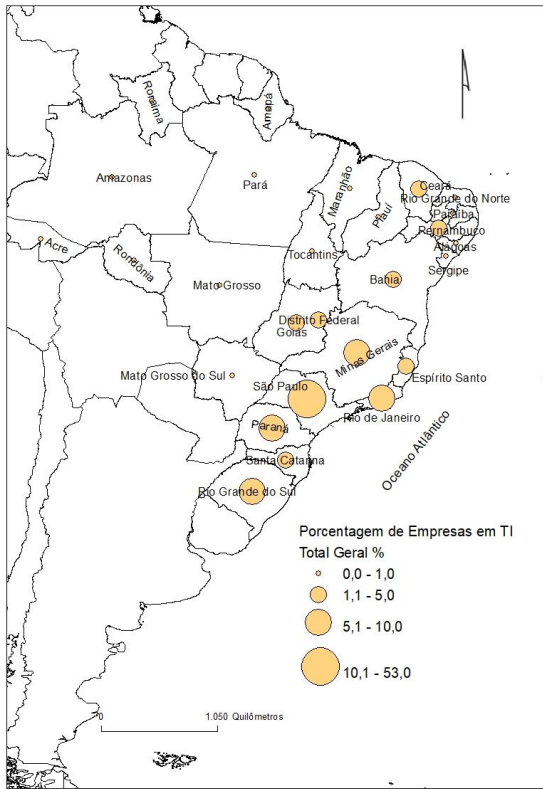 Roraima
Amapá
Amazonas
Pará
Maranhão
Ceará
Rio Grande do Norte
Piauí
Paraíba
Pernambuco
Alagoas
Sergipe
Acre
Rondônia
Tocantins
Mato Grosso
Bahia
Distrito Federal
Goiás
Minas Gerais
Mato Grosso do Sul
São Paulo
Espírito Santo
Rio de Janeiro
Paraná
Oceano Atlântico
Santa Catarina
Rio Grande do Sul
Porcentagem de Empresas em TI
Total Geral %
0,0 - 1,0
1,1 - 5,0
5,1 - 10,0
10,1 - 53,0
0 1.050 Quilômetros